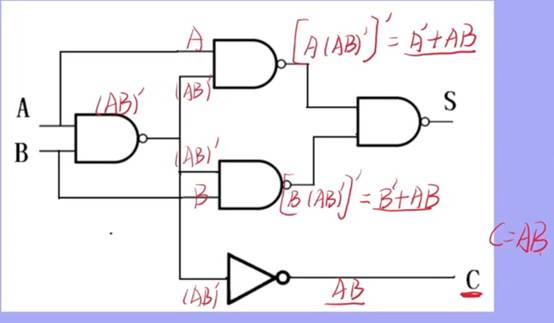 A [A(AB)']' = A'+AB
(AB)' (AB)' S
A
(AB)'
B
B [B(AB)']' = B'+AB
C=AB
(AB)' AB C